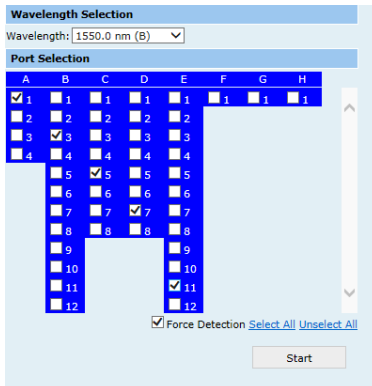 Wavelength Selection
Wavelength: 1550.0 nm (B)
Port Selection
A B C D E F G H
1 1 1 1 1 1 1 1
2 2 2 2 2
3 3 3 3 3
4 4 4 4 4
5 5 5 5
6 6 6 6
7 7 7 7
8 8 8 8
9 9
10 10
11 11
12 12
Force Detection Select All Unselect All
Start